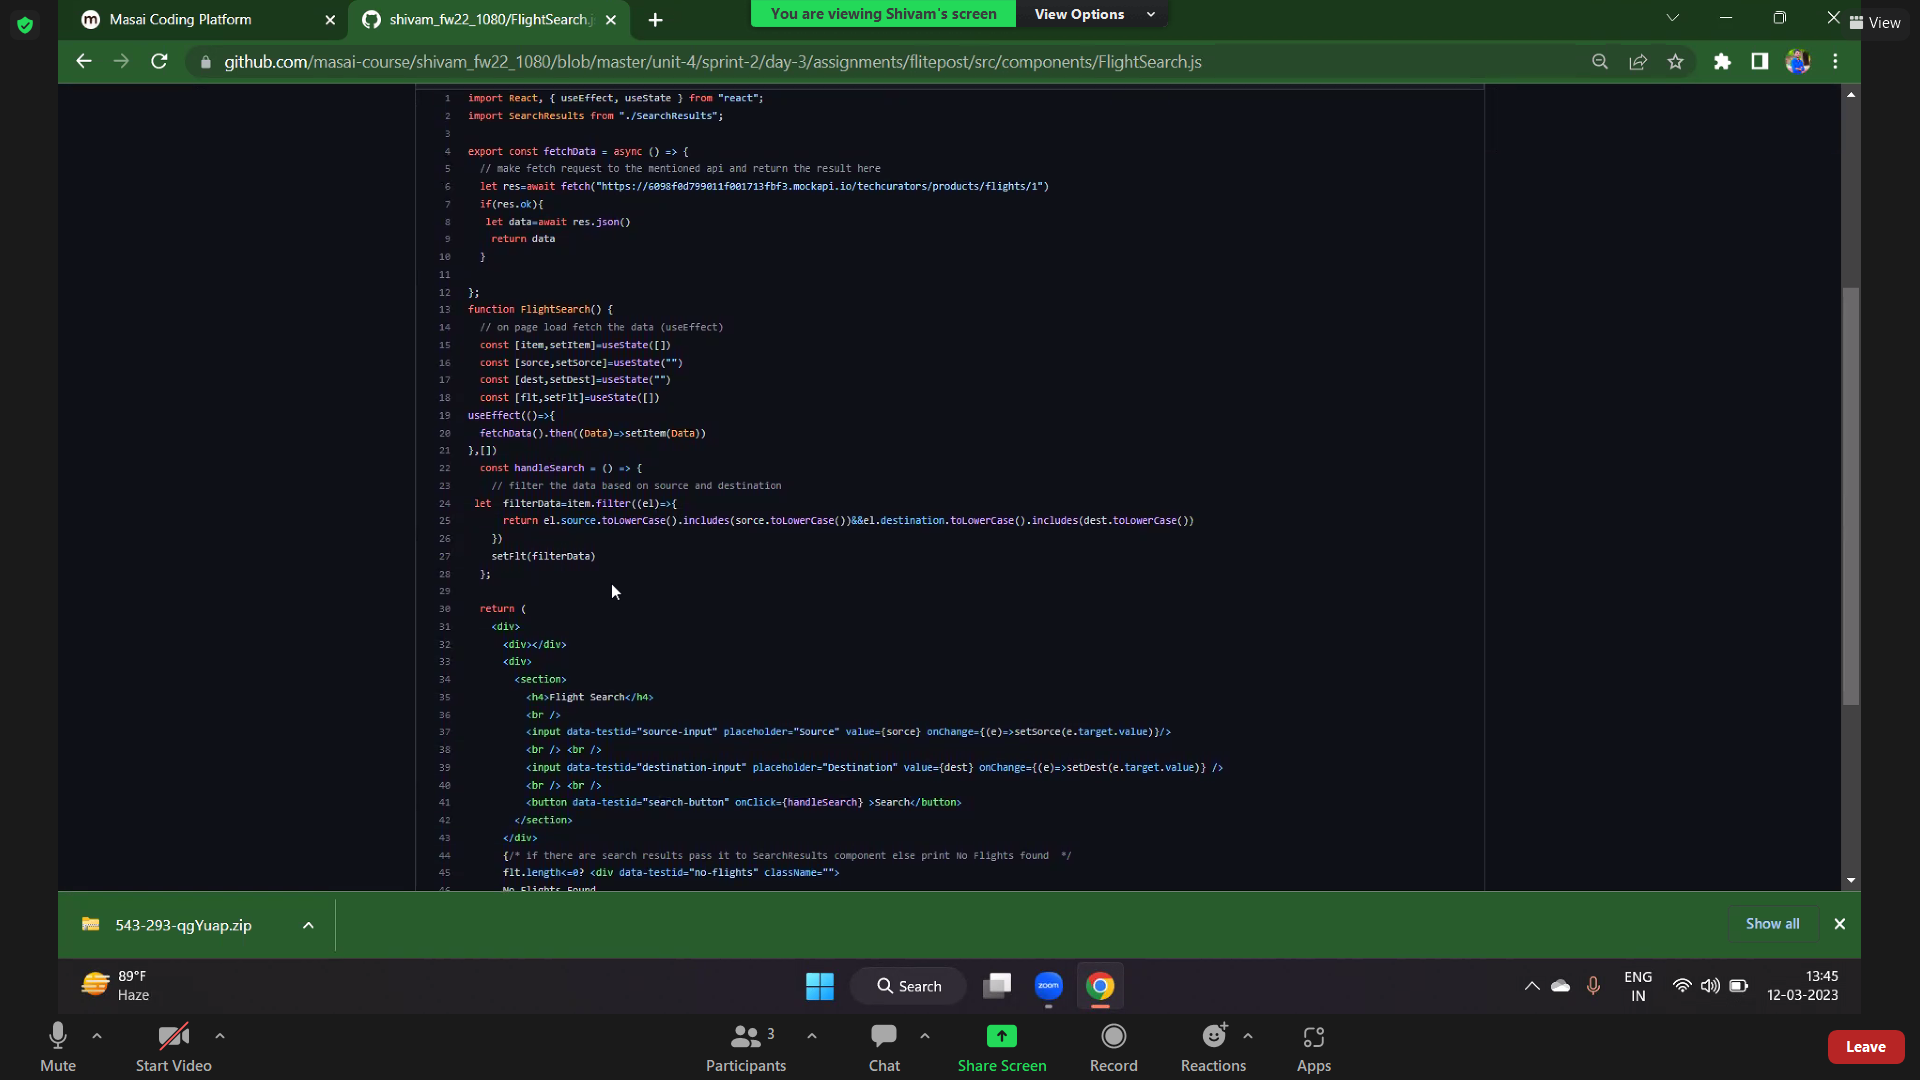 Masai Coding Platform
shivam_fw22_1080/FlightSearch.js
You are viewing Shivam's screen
View Options
View
github.com/masai-course/shivam_fw22_1080/blob/master/unit-4/sprint-2/day-3/assignments/flitepost/src/components/FlightSearch.js
1 import React, { useEffect, useState } from "react";
2 import SearchResults from "./SearchResults";
3
4 export const fetchData = async () => {
5 // make fetch request to the mentioned api and return the result here
6 let res=await fetch("https://6098f0d799011f001713fbf3.mockapi.io/techcurators/products/flights/1")
7 if(res.ok){
8 let data=await res.json()
9 return data
10 }
11
12 };
13 function FlightSearch() {
14 // on page load fetch the data (useEffect)
15 const [item,setItem]=useState([])
16 const [sorce,setSorce]=useState("")
17 const [dest,setDest]=useState("")
18 const [flt,setFlt]=useState([])
19 useEffect(()=>{
20 fetchData().then((Data)=>setItem(Data))
21 },[])
22 const handleSearch = () => {
23 // filter the data based on source and destination
24 let filterData=item.filter((el)=>{
25 return el.source.toLowerCase().includes(sorce.toLowerCase())&&el.destination.toLowerCase().includes(dest.toLowerCase())
26 })
27 setFlt(filterData)
28 };
29
30 return (
31 <div>
32 <div></div>
33 <div>
34 <section>
35 <h4>Flight Search</h4>
36 <br />
37 <input data-testid="source-input" placeholder="Source" value={sorce} onChange={(e)=>setSorce(e.target.value)}/>
38 <br /> <br />
39 <input data-testid="destination-input" placeholder="Destination" value={dest} onChange={(e)=>setDest(e.target.value)} />
40 <br /> <br />
41 <button data-testid="search-button" onClick={handleSearch} >Search</button>
42 </section>
43 </div>
44 {/* if there are search results pass it to SearchResults component else print No Flights found */
45 flt.length<=0? <div data-testid="no-flights" className="">
46 No Flights Found
543-293-qgYuap.zip
Show all
89°F
Haze
Search
zoom
ENG
IN
13:45
12-03-2023
Mute
Start Video
Participants
3
Chat
Share Screen
Record
Reactions
Apps
Leave